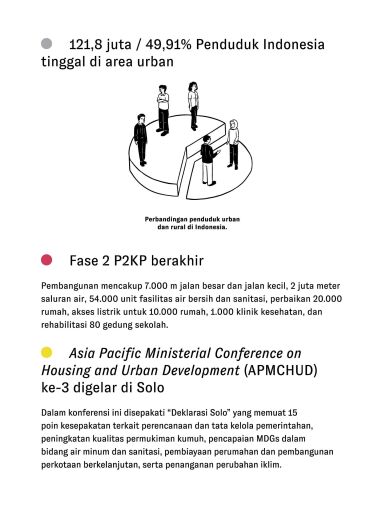 121,8 juta / 49,91% Penduduk Indonesia
tinggal di area urban
Perbandingan penduduk urban
dan rural di Indonesia.
Fase 2 P2KP berakhir
Pembangunan mencakup 7.000 m jalan besar dan jalan kecil, 2 juta meter
saluran air, 54.000 unit fasilitas air bersih dan sanitasi, perbaikan 20.000
rumah, akses listrik untuk 10.000 rumah, 1.000 klinik kesehatan, dan
rehabilitasi 80 gedung sekolah.
Asia Pacific Ministerial Conference on
Housing and Urban Development (APMCHUD)
ke-3 digelar di Solo
Dalam konferensi ini disepakati “Deklarasi Solo” yang memuat 15
poin kesepakatan terkait perencanaan dan tata kelola pemerintahan,
peningkatan kualitas permukiman kumuh, pencapaian MDGs dalam
bidang air minum dan sanitasi, pembiayaan perumahan dan pembangunan
perkotaan berkelanjutan, serta penanganan perubahan iklim.